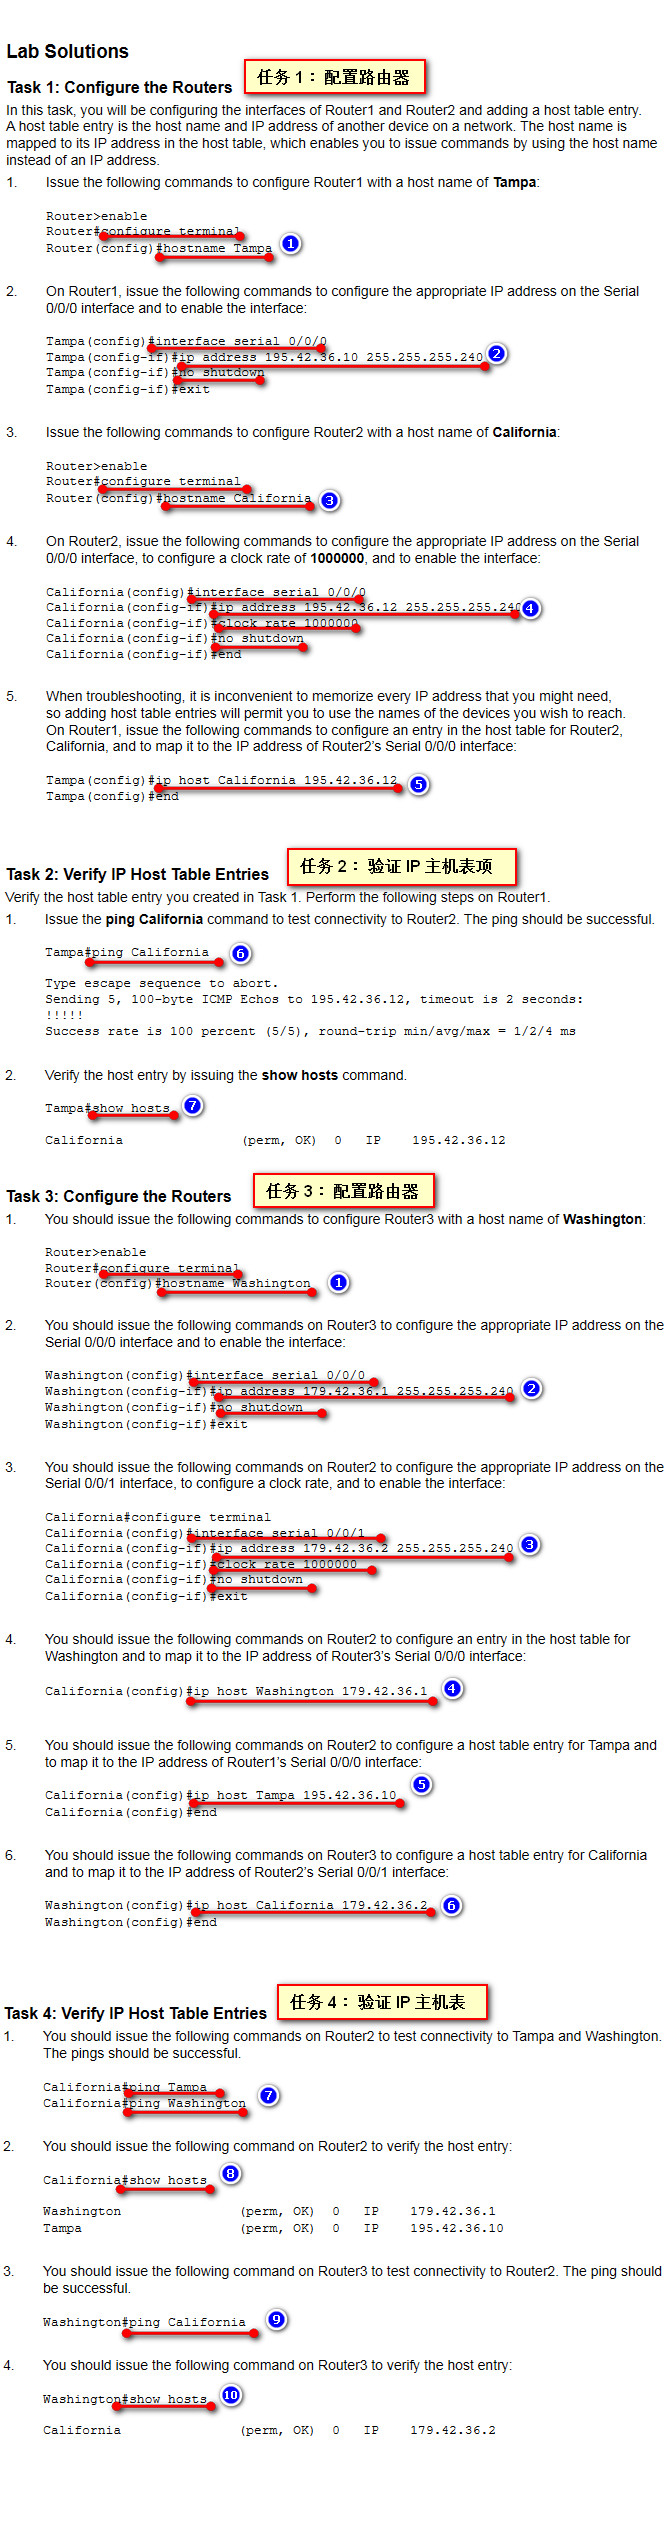 Lab Solutions
Task 1: Configure the Routers
任务 1： 配置路由器
In this task, you will be configuring the interfaces of Router1 and Router2 and adding a host table entry.
A host table entry is the host name and IP address of another device on a network. The host name is
mapped to its IP address in the host table, which enables you to issue commands by using the host name
instead of an IP address.
1. Issue the following commands to configure Router1 with a host name of Tampa:
Router>enable
Router#configure terminal
Router(config)#hostname Tampa
1
2. On Router1, issue the following commands to configure the appropriate IP address on the Serial
0/0/0 interface and to enable the interface:
Tampa(config)#interface serial 0/0/0
Tampa(config-if)#ip address 195.42.36.10 255.255.255.240
2
Tampa(config-if)#no shutdown
Tampa(config-if)#exit
3. Issue the following commands to configure Router2 with a host name of California:
Router>enable
Router#configure terminal
Router(config)#hostname California
3
4. On Router2, issue the following commands to configure the appropriate IP address on the Serial
0/0/0 interface, to configure a clock rate of 1000000, and to enable the interface:
California(config)#interface serial 0/0/0
California(config-if)#ip address 195.42.36.12 255.255.255.240
4
California(config-if)#clock rate 1000000
California(config-if)#no shutdown
California(config-if)#end
5. When troubleshooting, it is inconvenient to memorize every IP address that you might need,
so adding host table entries will permit you to use the names of the devices you wish to reach.
On Router1, issue the following commands to configure an entry in the host table for Router2,
California, and to map it to the IP address of Router2's Serial 0/0/0 interface:
Tampa(config)#ip host California 195.42.36.12
5
Tampa(config)#end
Task 2: Verify IP Host Table Entries
任务 2： 验证 IP 主机表项
Verify the host table entry you created in Task 1. Perform the following steps on Router1.
1. Issue the ping California command to test connectivity to Router2. The ping should be successful.
Tampa#ping California
6
Type escape sequence to abort.
Sending 5, 100-byte ICMP Echos to 195.42.36.12, timeout is 2 seconds:
!!!!!
Success rate is 100 percent (5/5), round-trip min/avg/max = 1/2/4 ms
2. Verify the host entry by issuing the show hosts command.
Tampa#show hosts
7
California (perm, OK) 0 IP 195.42.36.12
Task 3: Configure the Routers
任务 3： 配置路由器
1. You should issue the following commands to configure Router3 with a host name of Washington:
Router>enable
Router#configure terminal
Router(config)#hostname Washington
1
2. You should issue the following commands on Router3 to configure the appropriate IP address on the
Serial 0/0/0 interface and to enable the interface:
Washington(config)#interface serial 0/0/0
Washington(config-if)#ip address 179.42.36.1 255.255.255.240
2
Washington(config-if)#no shutdown
Washington(config-if)#exit
3. You should issue the following commands on Router2 to configure the appropriate IP address on the
Serial 0/0/1 interface, to configure a clock rate, and to enable the interface:
California#configure terminal
California(config)#interface serial 0/0/1
California(config-if)#ip address 179.42.36.2 255.255.255.240
3
California(config-if)#clock rate 1000000
California(config-if)#no shutdown
California(config-if)#exit
4. You should issue the following commands on Router2 to configure an entry in the host table for
Washington and to map it to the IP address of Router3's Serial 0/0/0 interface:
California(config)#ip host Washington 179.42.36.1
4
5. You should issue the following commands on Router2 to configure a host table entry for Tampa and
to map it to the IP address of Router1's Serial 0/0/0 interface:
California(config)#ip host Tampa 195.42.36.10
5
California(config)#end
6. You should issue the following commands on Router3 to configure a host table entry for California
and to map it to the IP address of Router2's Serial 0/0/1 interface:
Washington(config)#ip host California 179.42.36.2
6
Washington(config)#end
Task 4: Verify IP Host Table Entries
任务 4： 验证 IP 主机表
1. You should issue the following commands on Router2 to test connectivity to Tampa and Washington.
The pings should be successful.
California#ping Tampa
California#ping Washington
7
2. You should issue the following command on Router2 to verify the host entry:
California#show hosts
8
Washington (perm, OK) 0 IP 179.42.36.1
Tampa (perm, OK) 0 IP 195.42.36.10
3. You should issue the following command on Router3 to test connectivity to Router2. The ping should
be successful.
Washington#ping California
9
4. You should issue the following command on Router3 to verify the host entry:
Washington#show hosts
10
California (perm, OK) 0 IP 179.42.36.2